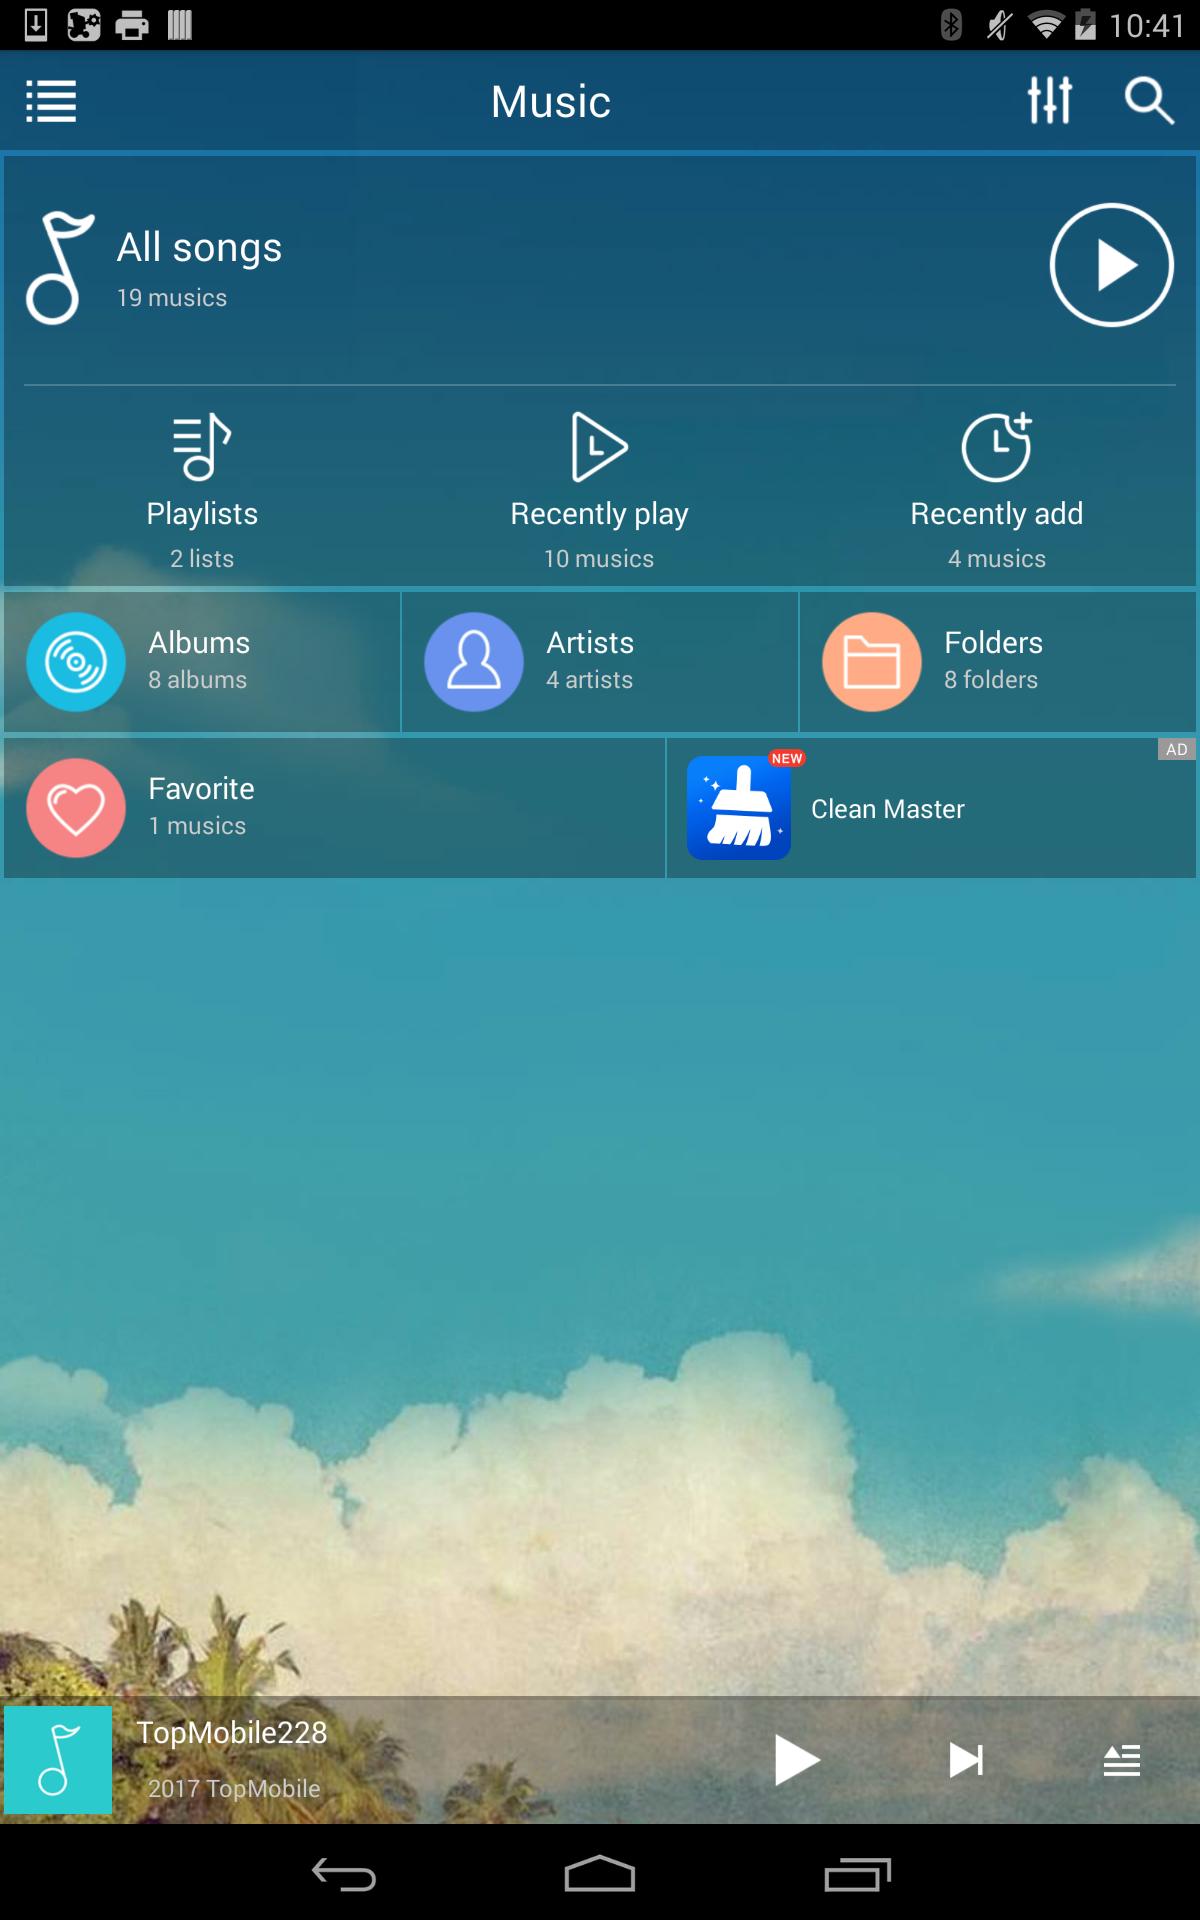 10:41
Music
All songs
19 musics
Playlists
2 lists
Recently play
10 musics
Recently add
4 musics
Albums
8 albums
Artists
4 artists
Folders
8 folders
Favorite
1 musics
NEW
Clean Master
AD
TopMobile228
2017 TopMobile